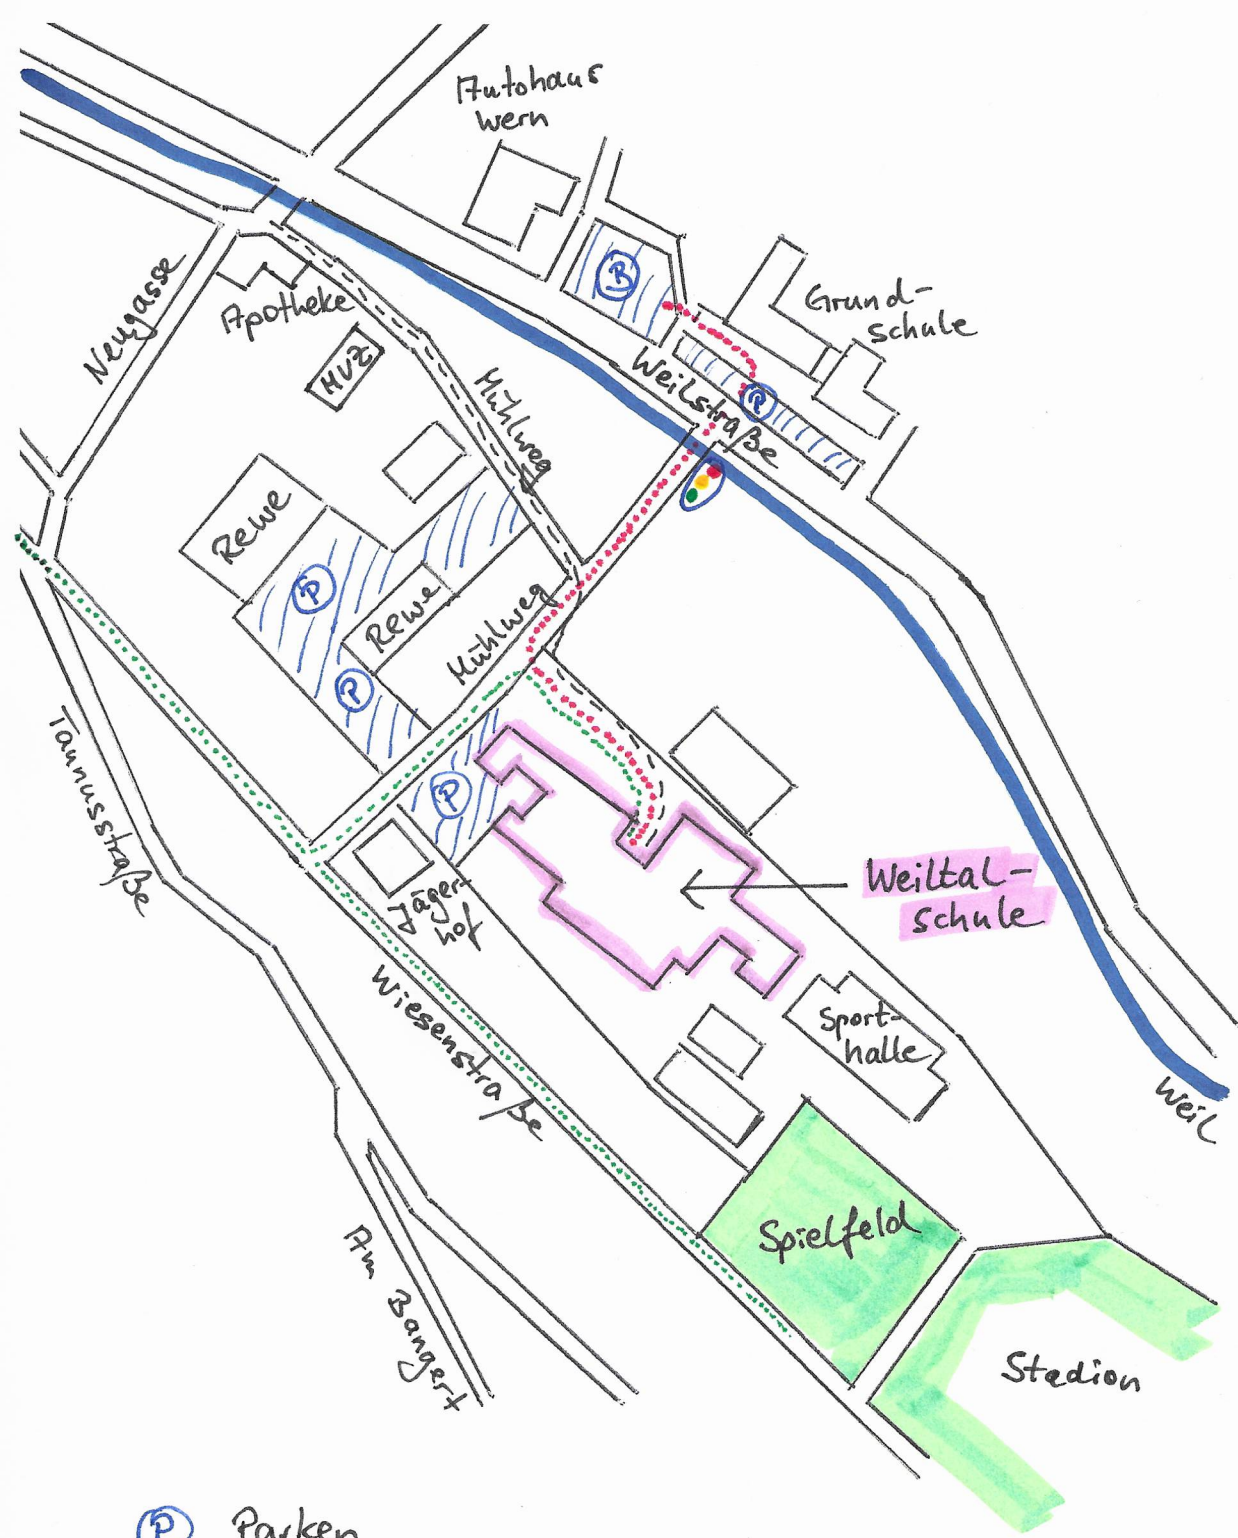 Autohaus
Wern
B
Grund-
schule
Neugasse
Apotheke
MVZ
Mühlweg
Weilstraße
P
Rewe
P
Rewe
P
Mühlweg
P
Taunusstraße
Jäger-
hof
Weiltal-
schule
Wiesenstraße
Sport-
halle
Weil
Spielfeld
Am Bangert
Stadion
P Parken